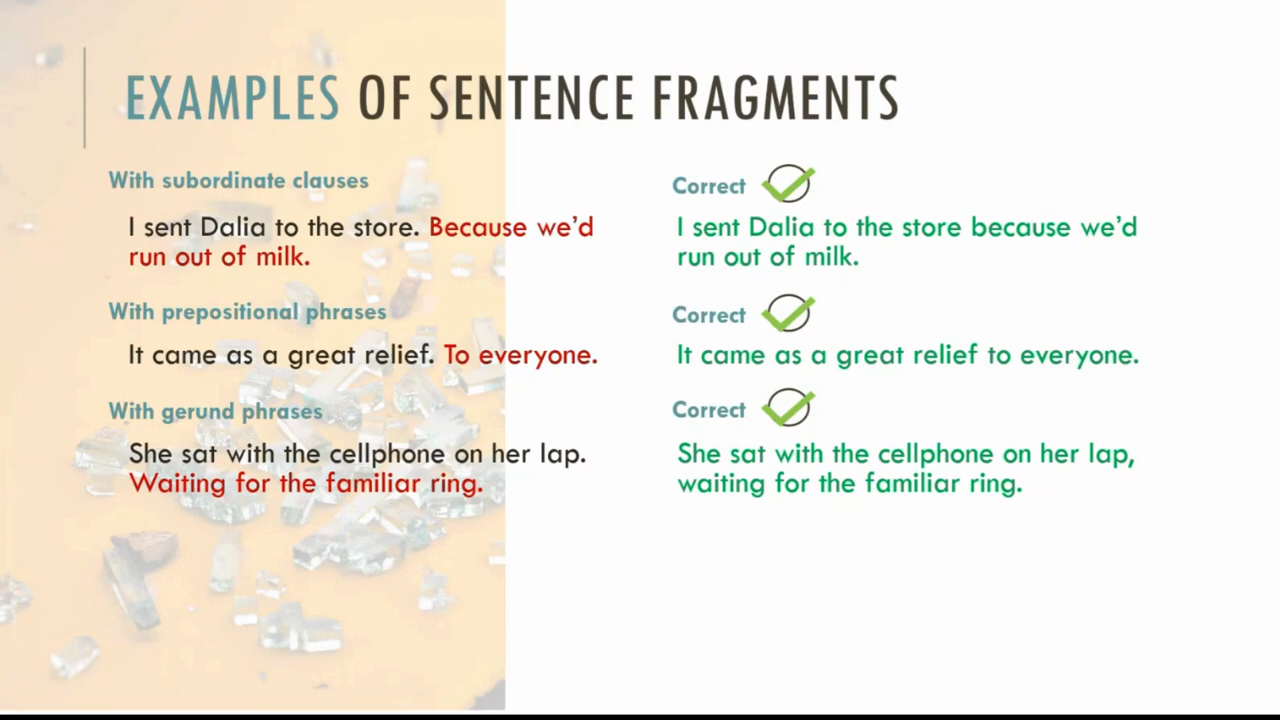 EXAMPLES OF SENTENCE FRAGMENTS
With subordinate clauses
I sent Dalia to the store. Because we'd
run out of milk.
Correct
I sent Dalia to the store because we'd
run out of milk.
With prepositional phrases
It came as a great relief. To everyone.
Correct
It came as a great relief to everyone.
With gerund phrases
She sat with the cellphone on her lap.
Waiting for the familiar ring.
Correct
She sat with the cellphone on her lap,
waiting for the familiar ring.